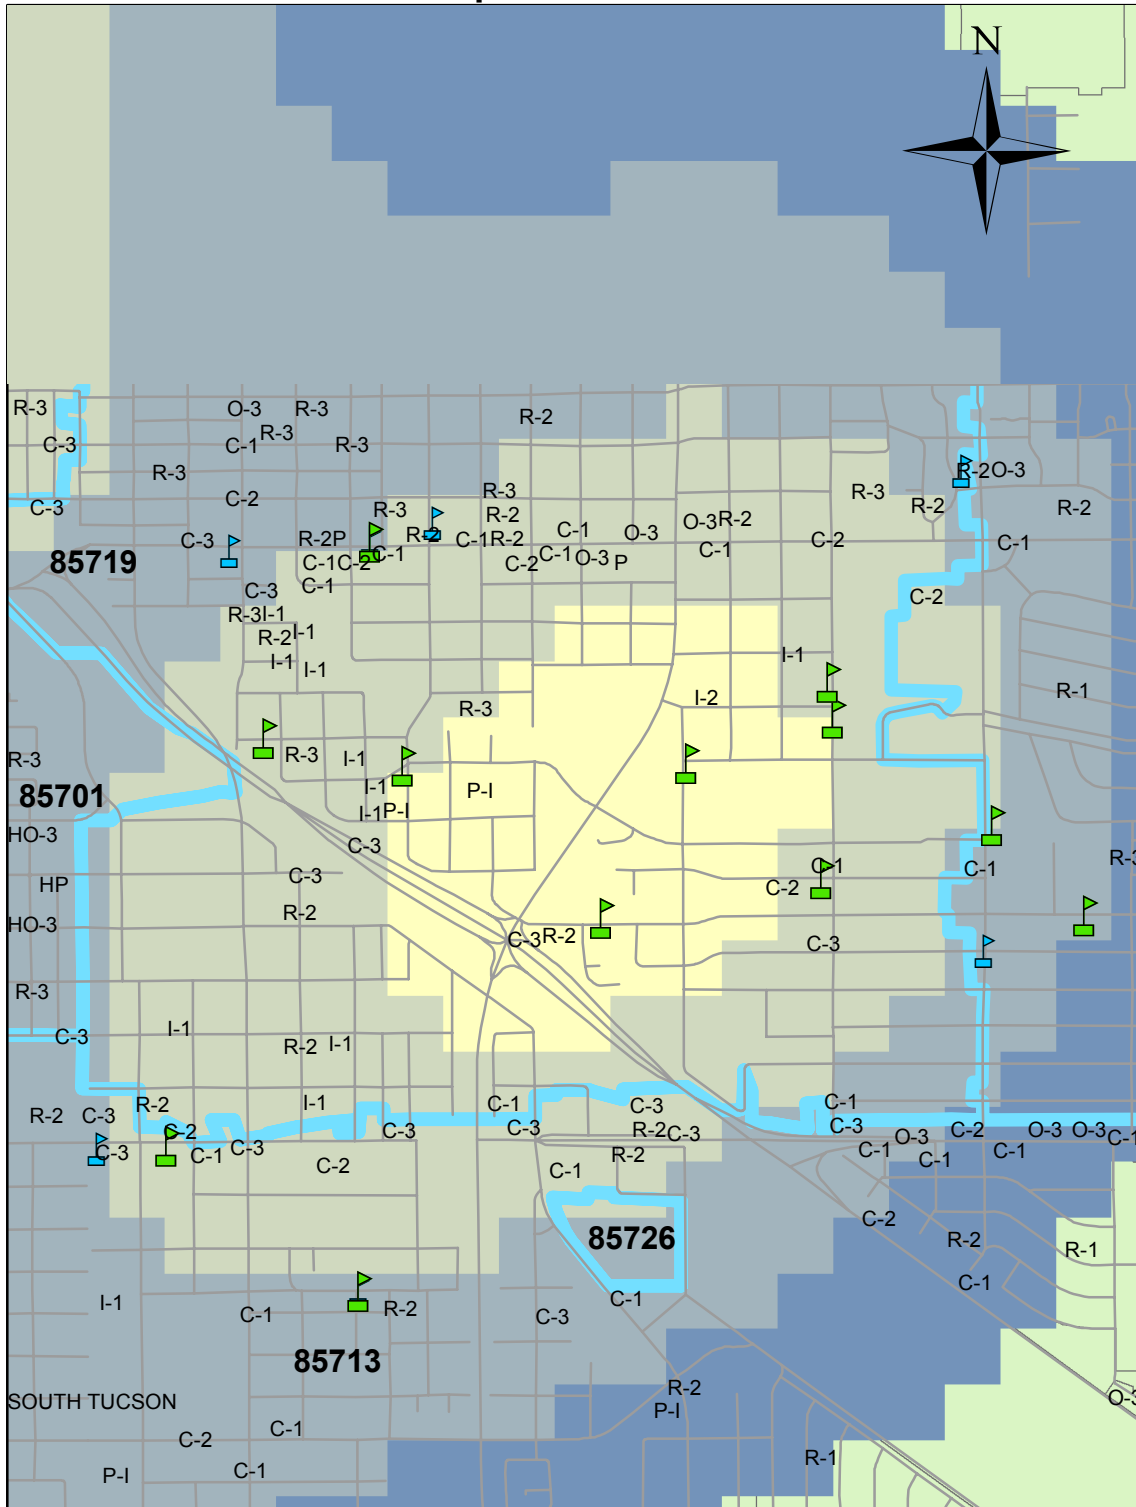 N
R-3 O-3 R-3
R-2
C-3 C-1 R-3 R-3
R-3
R-2 O-3
C-3 C-2 R-3 R-3 R-2 R-2
R-3 R-2
C-3 R-2 P R-2 C-1 R-2 C-1 O-3 O-3 R-2 C-2 C-1
85719 C-1 C-2 C-1 C-2 C-1 O-3 P C-1
C-3 C-1 C-2
R-3 I-1
R-2 I-1
I-1 I-1 I-1
R-3 I-2 R-1
R-3 R-3 I-1
85701 I-1 P-I
I-1 P-I
HO-3 C-3
R-3
HP C-3 C-2 C-1 C-1
HO-3 R-2
C-3 R-2 C-3
R-3
C-3 I-1
R-2 I-1
R-2 C-3 R-2 I-1 C-1 C-3 C-1
C-2 C-3 C-3 R-2 C-3 C-3 O-3 C-2 O-3 O-3 C-1
C-3 C-1 C-3 C-2 C-1 R-2 C-1 C-1 C-1
C-2
85726 R-2 R-1
C-1
I-1 C-1 R-2 C-3 C-1
85713
R-2
SOUTH TUCSON P-I O-3
C-2 C-1
R-1
P-I C-1